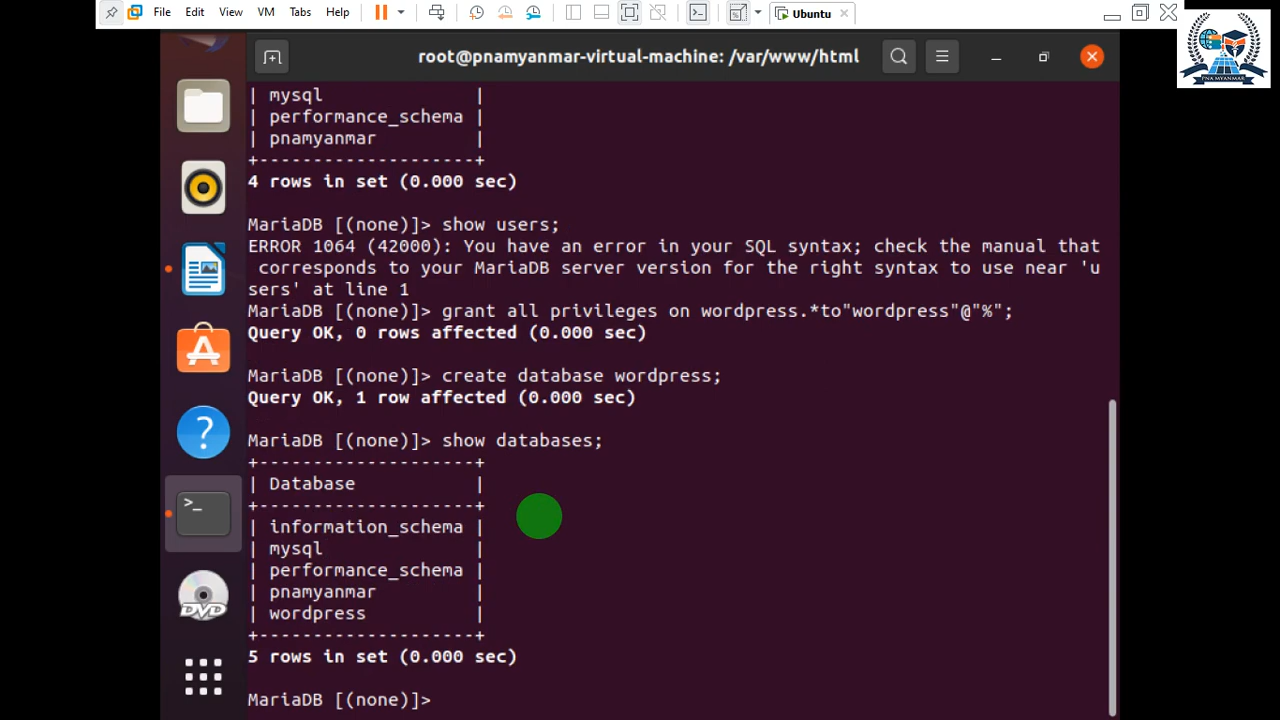 File Edit View VM Tabs Help
Ubuntu
root@pnamyanmar-virtual-machine: /var/www/html
PNA MYANMAR
| mysql              |
| performance_schema |
| pnamyanmar         |
+--------------------+
4 rows in set (0.000 sec)
MariaDB [(none)]> show users;
ERROR 1064 (42000): You have an error in your SQL syntax; check the manual that
 corresponds to your MariaDB server version for the right syntax to use near 'u
sers' at line 1
MariaDB [(none)]> grant all privileges on wordpress.*to"wordpress"@"%";
Query OK, 0 rows affected (0.000 sec)
MariaDB [(none)]> create database wordpress;
Query OK, 1 row affected (0.000 sec)
MariaDB [(none)]> show databases;
+--------------------+
| Database           |
+--------------------+
| information_schema |
| mysql              |
| performance_schema |
| pnamyanmar         |
| wordpress          |
+--------------------+
5 rows in set (0.000 sec)
MariaDB [(none)]>
>_
?
DVD